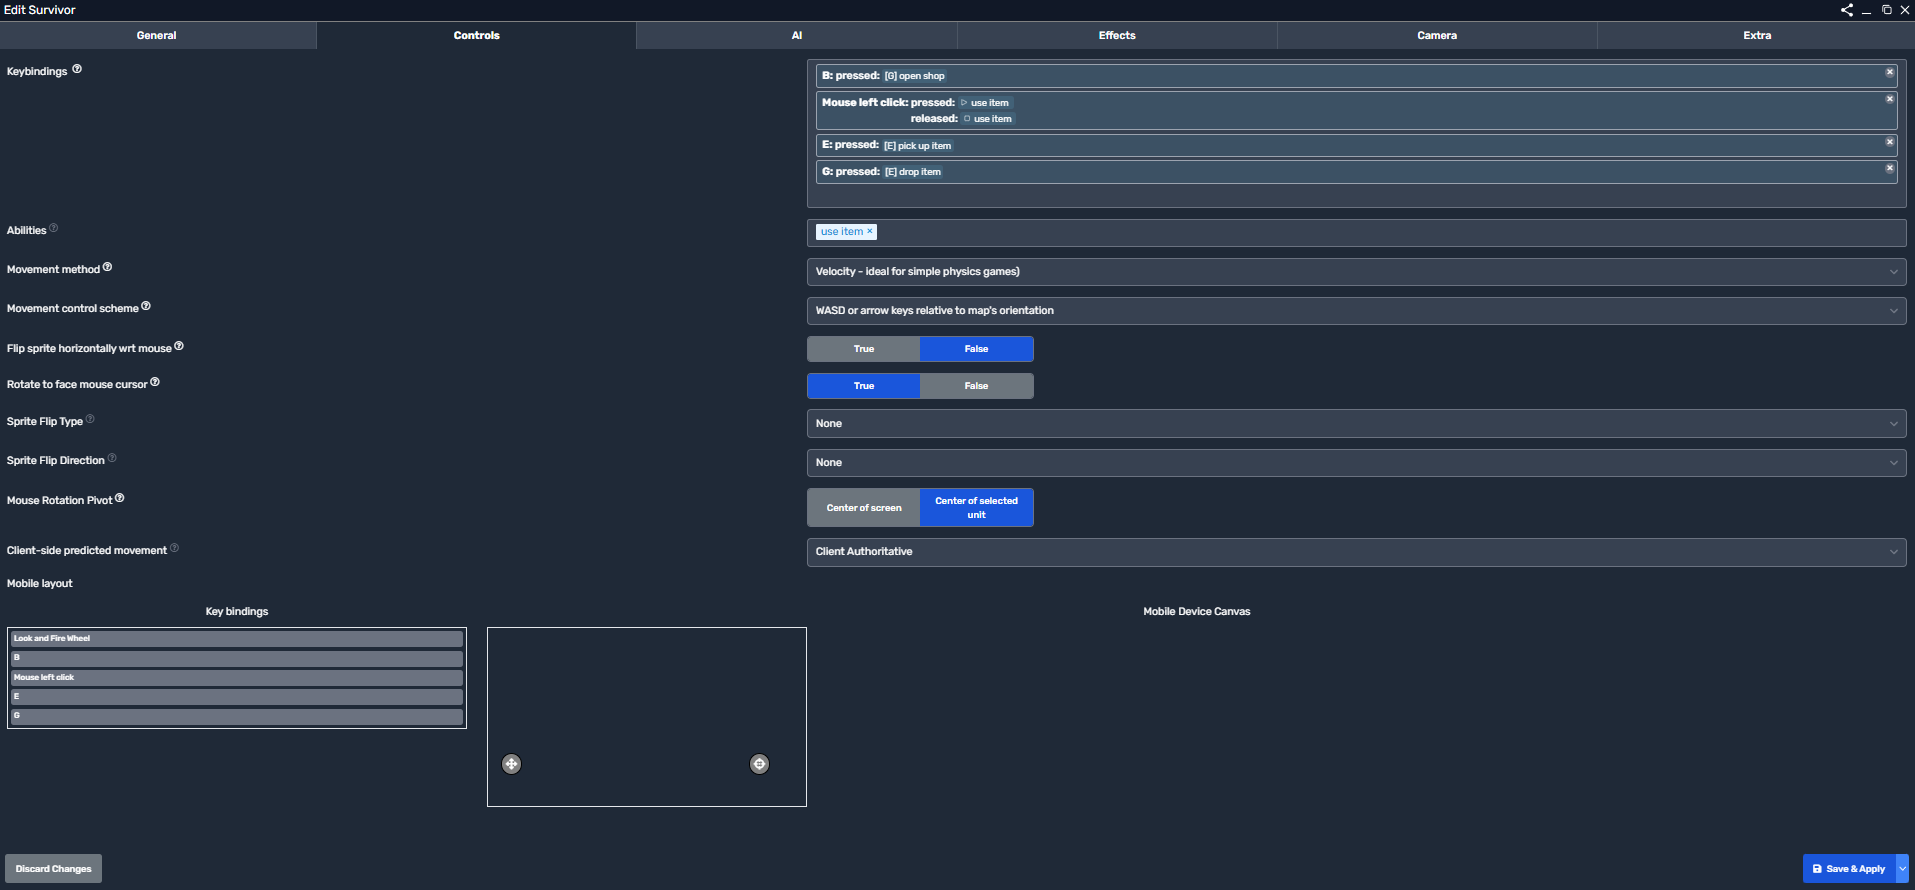 Edit Survivor
General Controls AI Effects Camera Extra
Keybindings
B: pressed: [G] open shop
Mouse left click: pressed: use item
released: use item
E: pressed: [E] pick up item
G: pressed: [E] drop item
Abilities
use item ×
Movement method
Velocity - ideal for simple physics games)
Movement control scheme
WASD or arrow keys relative to map's orientation
Flip sprite horizontally wrt mouse
True False
Rotate to face mouse cursor
True False
Sprite Flip Type
None
Sprite Flip Direction
None
Mouse Rotation Pivot
Center of screen
Center of selected
unit
Client-side predicted movement
Client Authoritative
Mobile layout
Key bindings
Mobile Device Canvas
Look and Fire Wheel
B
Mouse left click
E
G
Discard Changes
Save & Apply